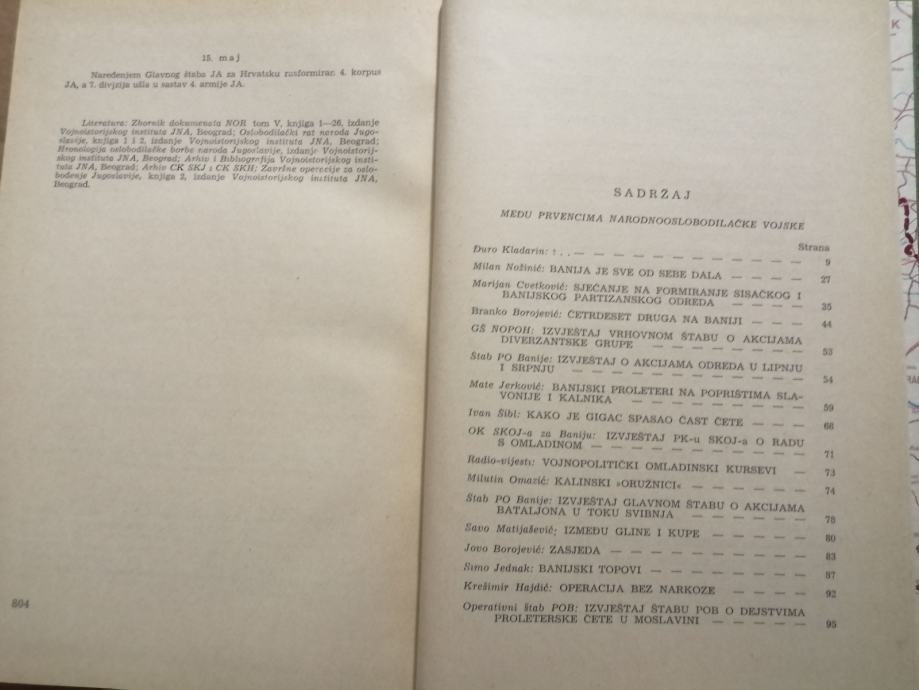 15. maj
Naređenjem Glavnog štaba JA za Hrvatsku rasformiran 4. korpus
JA, a 7. divizija ušla u sastav 4. armije JA.
Literatura: Zbornik dokumenata NOR tom V, knjiga 1—26, izdanje
Vojnoistorijskog instituta JNA, Beograd; Oslobodilački rat naroda Jugo-
slavije, knjiga 1 i 2, izdanje Vojnoistorijskog instituta JNA, Beograd;
Hronologija oslobodilačke borbe naroda Jugoslavije, izdanje Vojnoistorij-
skog instituta JNA, Beograd; Arhiv i Bibliografija Vojnoistorijskog insti-
tuta JNA, Beograd; Arhiv CK SKJ i CK SKH; Završne operacije za oslo-
bođenje Jugoslavije, knjiga 2, izdanje Vojnoistorijskog instituta JNA,
Beograd.
804
SADRŽAJ
MEĐU PRVENCIMA NARODNOOSLOBODILAČKE VOJSKE
Strana
Đuro Kladarin: — — — — — — — — — — 9
Milan Nožinić: BANIJA JE SVE OD SEBE DALA — — — — 27
Marijan Cvetković: SJEĆANJE NA FORMIRANJE SISAČKOG I
BANIJSKOG PARTIZANSKOG ODREDA — — — — 35
Branko Borojević: ČETRDESET DRUGA NA BANIJI — — — 44
GŠ NOPOH: IZVJEŠTAJ VRHOVNOM ŠTABU O AKCIJAMA
DIVERZANTSKE GRUPE — — — — — — — — 53
Štab PO Banije: IZVJEŠTAJ O AKCIJAMA ODREDA U LIPNJU
I SRPNJU — — — — — — — — — — 54
Mate Jerković: BANIJSKI PROLETERI NA POPRIŠTIMA SLA-
VONIJE I KALNIKA — — — — — — — — 59
Ivan Šibl: KAKO JE GIGAC SPASAO ČAST ČETE — — — 68
OK SKOJ-a za Baniju: IZVJEŠTAJ PK-u SKOJ-a O RADU
S OMLADINOM — — — — — — — — — 71
Radio-vijesti: VOJNOPOLITIČKI OMLADINSKI KURSEVI — 73
Milutin Omazić: KALINSKI »ORUŽNICI« — — — — — 74
Štab PO Banije: IZVJEŠTAJ GLAVNOM ŠTABU O AKCIJAMA
BATALJONA U TOKU SVIBNJA — — — — — 78
Savo Matijašević: IZMEĐU GLINE I KUPE — — — — — 80
Jovo Borojević: ZASJEDA — — — — — — — — — 83
Simo Jednak: BANIJSKI TOPOVI — — — — — — — 87
Krešimir Hajdić: OPERACIJA BEZ NARKOZE — — — — 92
Operativni štab POB: IZVJEŠTAJ ŠTABU POB O DEJSTVIMA
PROLETERSKE ČETE U MOSLAVINI — — — — 95